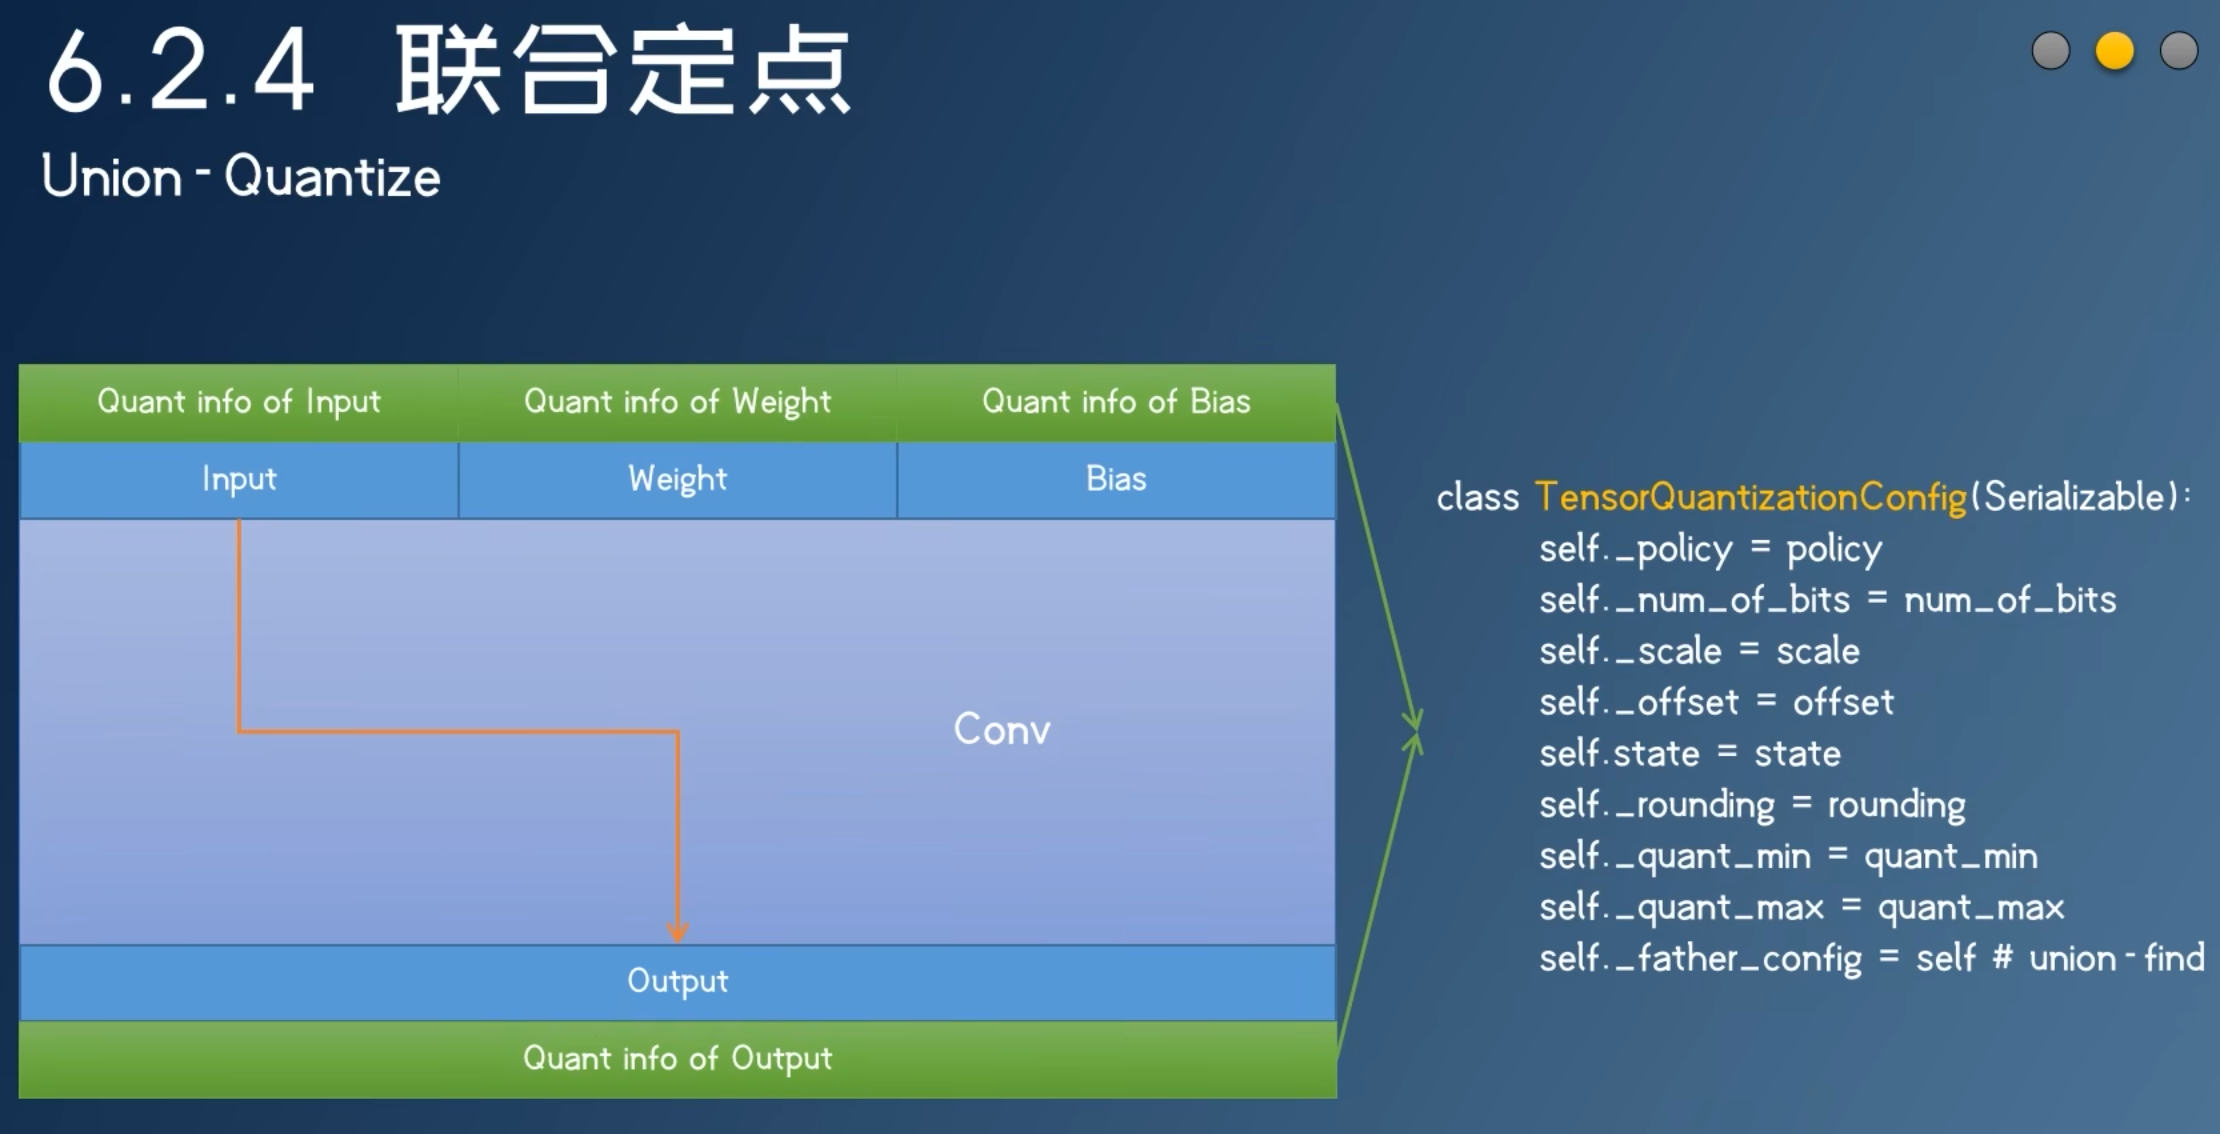 6.2.4 联合定点
Union-Quantize
Quant info of Input
Quant info of Weight
Quant info of Bias
Input
Weight
Bias
Conv
Output
Quant info of Output
class TensorQuantizationConfig(Serializable):
self._policy = policy
self._num_of_bits = num_of_bits
self._scale = scale
self._offset = offset
self.state = state
self._rounding = rounding
self._quant_min = quant_min
self._quant_max = quant_max
self._father_config = self # union-find